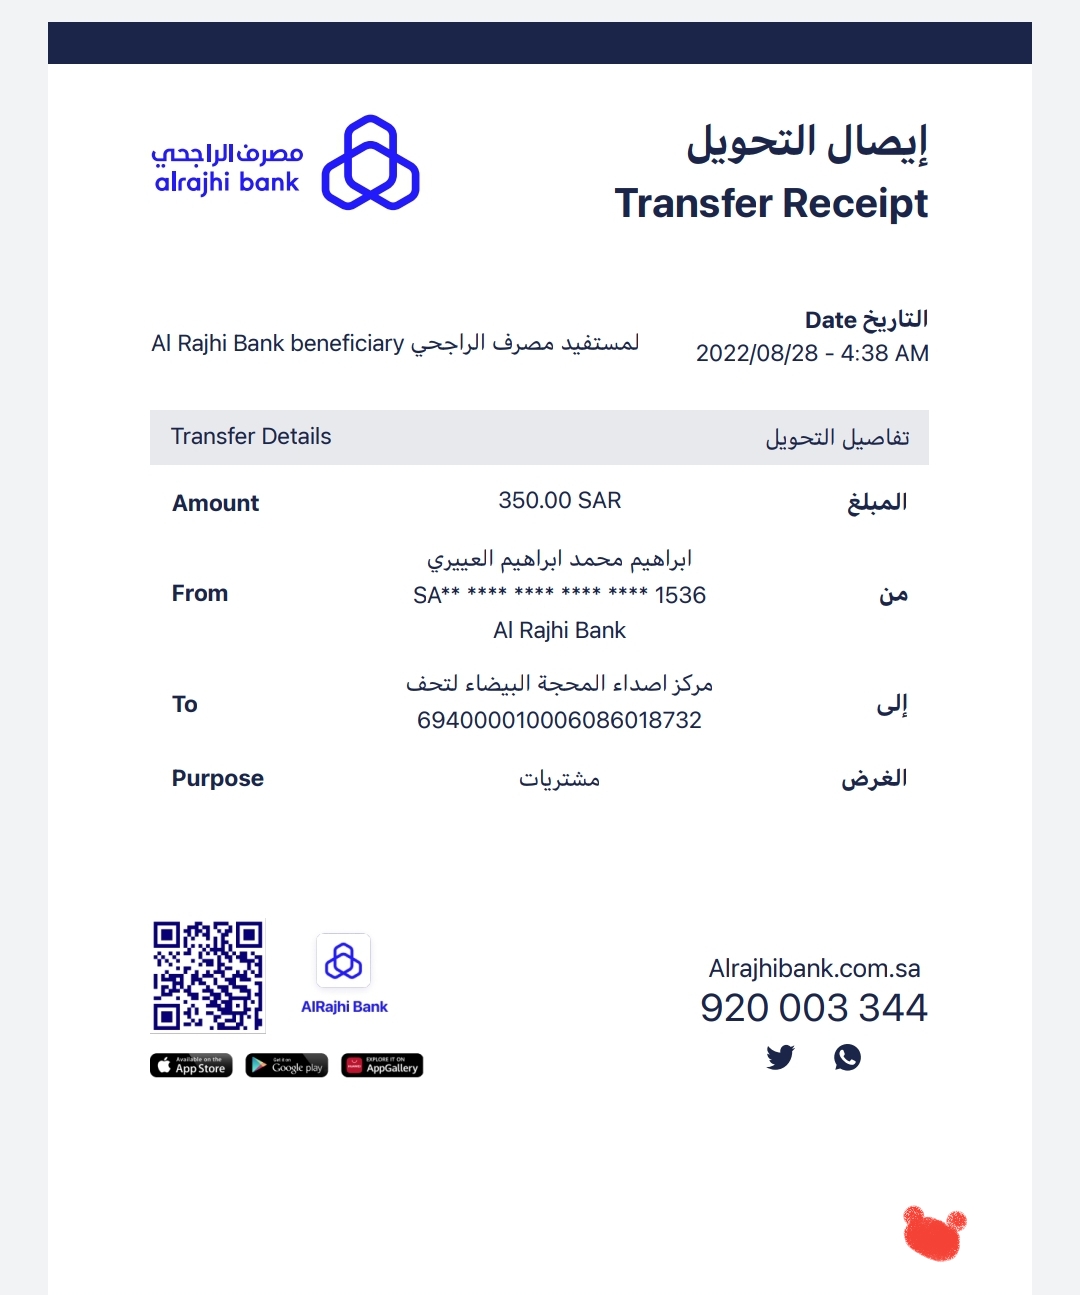 مصرف الراجحي
alrajhi bank
إيصال التحويل
Transfer Receipt
التاريخ Date
2022/08/28 - 4:38 AM
Al Rajhi Bank beneficiary لمستفيد مصرف الراجحي
Transfer Details تفاصيل التحويل
Amount 350.00 SAR المبلغ
ابراهيم محمد ابراهيم العييري
From SA** **** **** **** **** 1536 من
Al Rajhi Bank
مركز اصداء المحجة البيضاء لتحف
To إلى
694000010006086018732
Purpose مشتريات الغرض
AlRajhi Bank
Available on the
App Store
Get it on
Google play
EXPLORE IT ON
AppGallery
Alrajhibank.com.sa
920 003 344